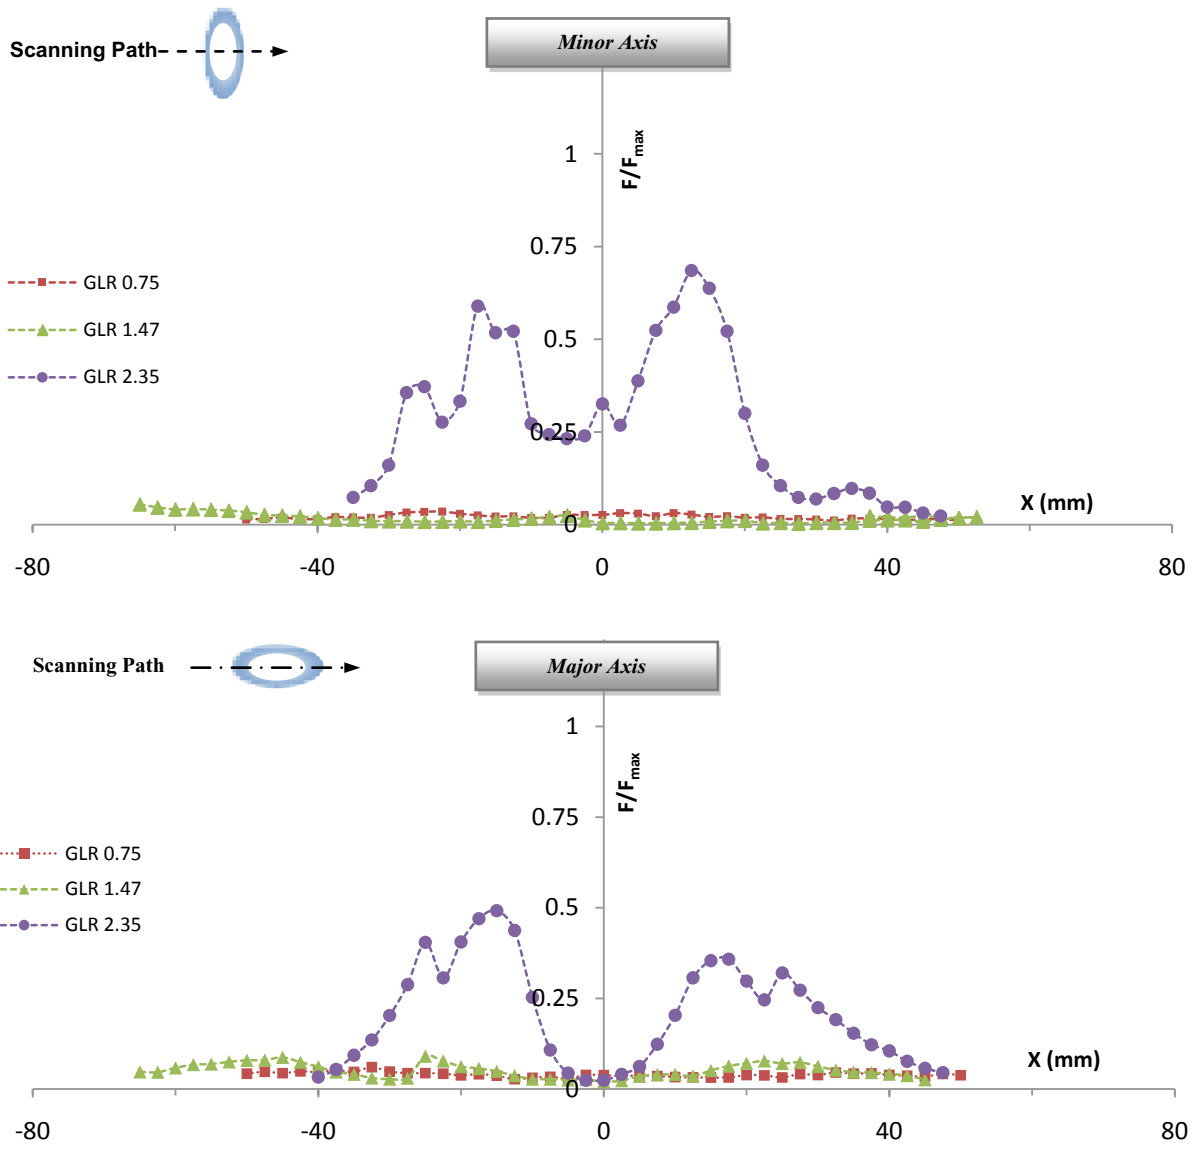 Minor Axis
Scanning Path
1
F/Fmax
0.75
GLR 0.75
GLR 1.47
0.5
GLR 2.35
0.25
X (mm)
0
-80 -40 0 40 80
Scanning Path
Major Axis
1
F/Fmax
0.75
GLR 0.75
GLR 1.47
0.5
GLR 2.35
0.25
X (mm)
0
-80 -40 0 40 80